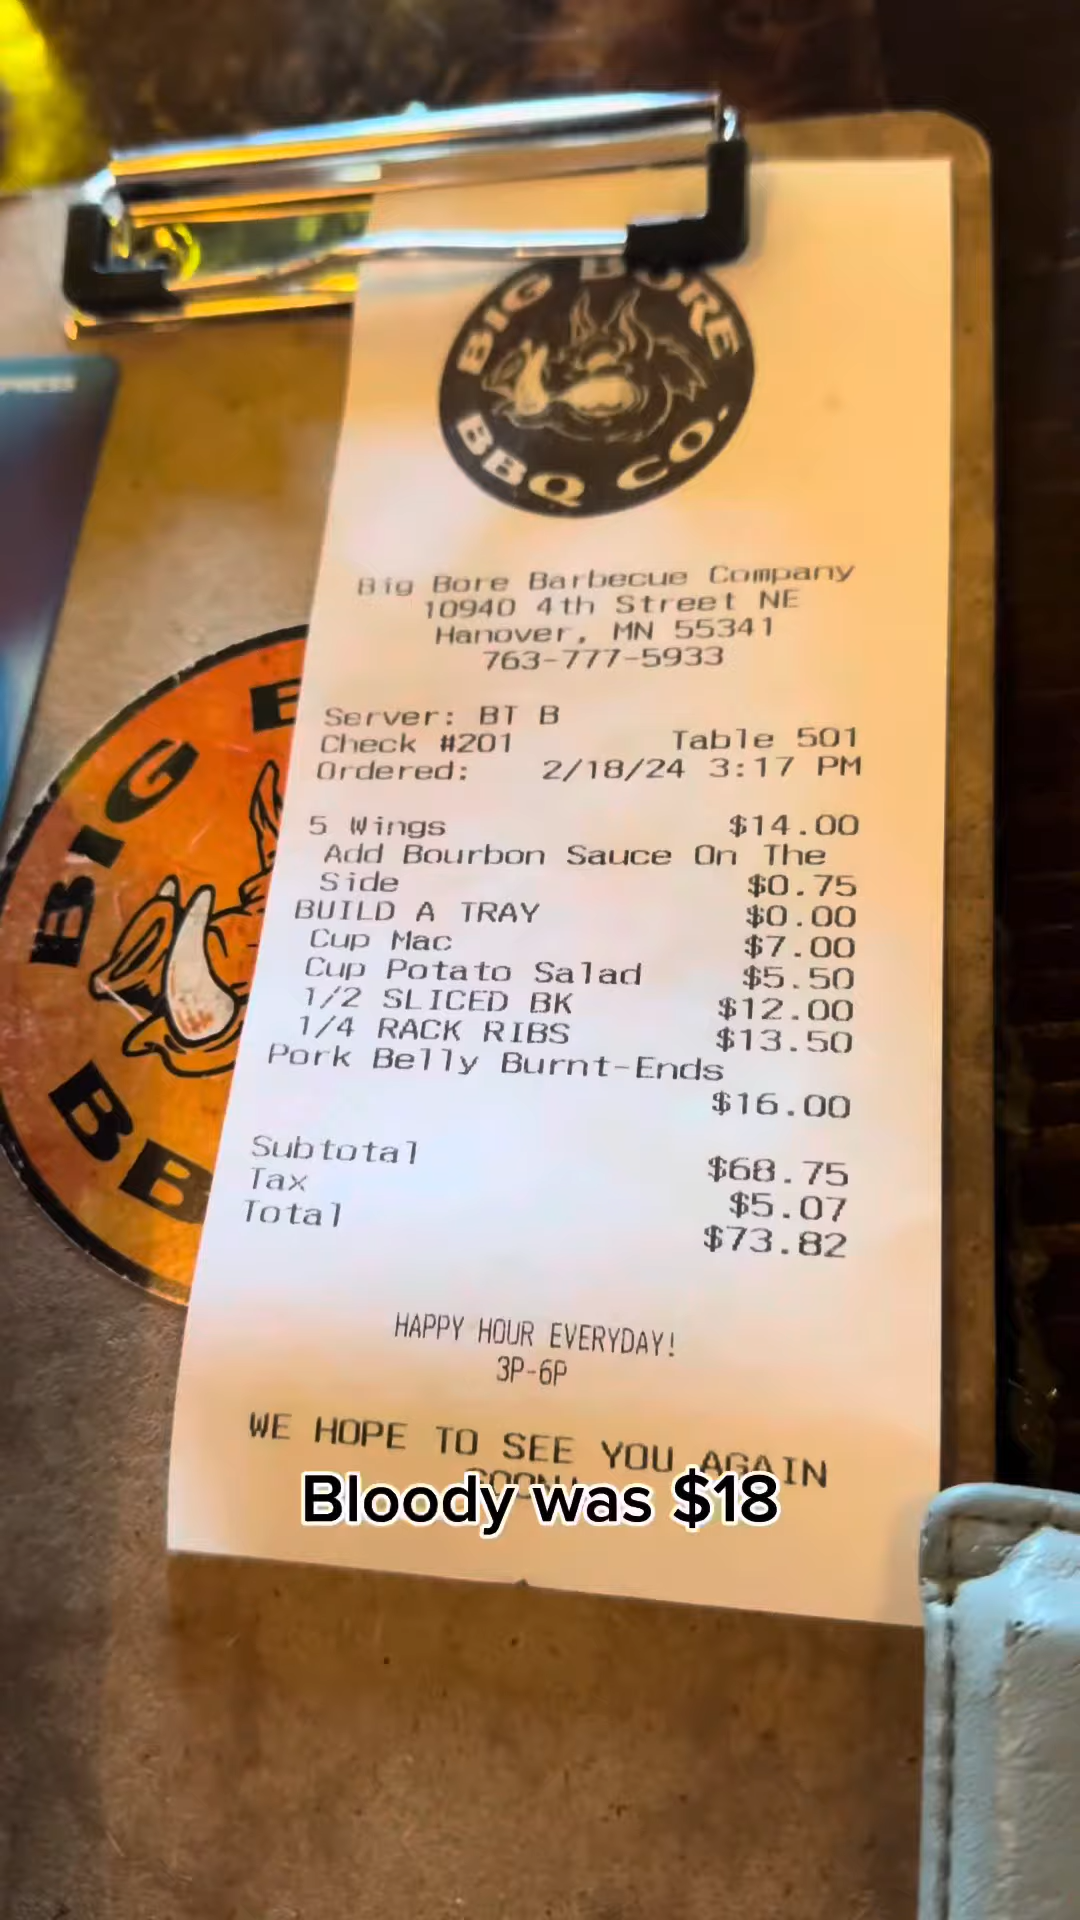 BIG BORE
BBQ CO.
Big Bore Barbecue Company
10940 4th Street NE
Hanover, MN 55341
763-777-5933
Server: BT B
Check #201 Table 501
Ordered: 2/18/24 3:17 PM
5 Wings $14.00
Add Bourbon Sauce On The
Side $0.75
BUILD A TRAY $0.00
Cup Mac $7.00
Cup Potato Salad $5.50
1/2 SLICED BK $12.00
1/4 RACK RIBS $13.50
Pork Belly Burnt-Ends
$16.00
Subtotal $68.75
Tax $5.07
Total $73.82
HAPPY HOUR EVERYDAY!
3P-6P
WE HOPE TO SEE YOU AGAIN
SOON!
Bloody was $18
BIG B
BB